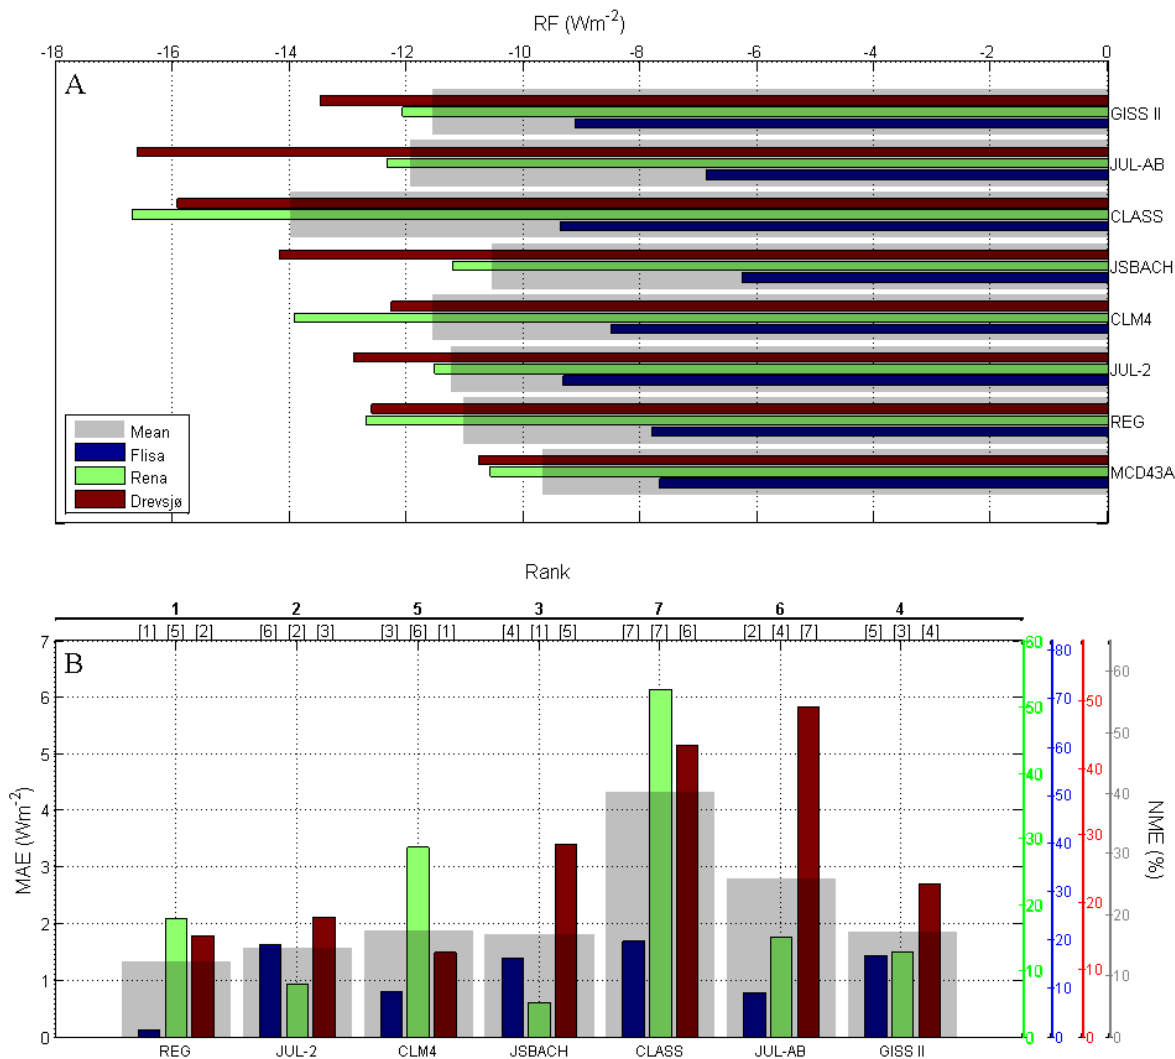 RF (Wm-2)
-18 -16 -14 -12 -10 -8 -6 -4 -2 0
A
GISS II
JUL-AB
CLASS
JSBACH
CLM4
JUL-2
REG
MCD43A
Mean
Flisa
Rena
Drevsjø
Rank
1 2 5 3 7 6 4
[1] [5] [2] [6] [2] [3] [3] [6] [1] [4] [1] [5] [7] [7] [6] [2] [4] [7] [5] [3] [4]
B
MAE (Wm-2)
7
6
5
4
3
2
1
0
REG JUL-2 CLM4 JSBACH CLASS JUL-AB GISS II
60
50
40
30
20
10
0
80
70
60
50
40
30
20
10
0
50
40
30
20
10
0
60
50
40
30
20
10
0
NME (%)